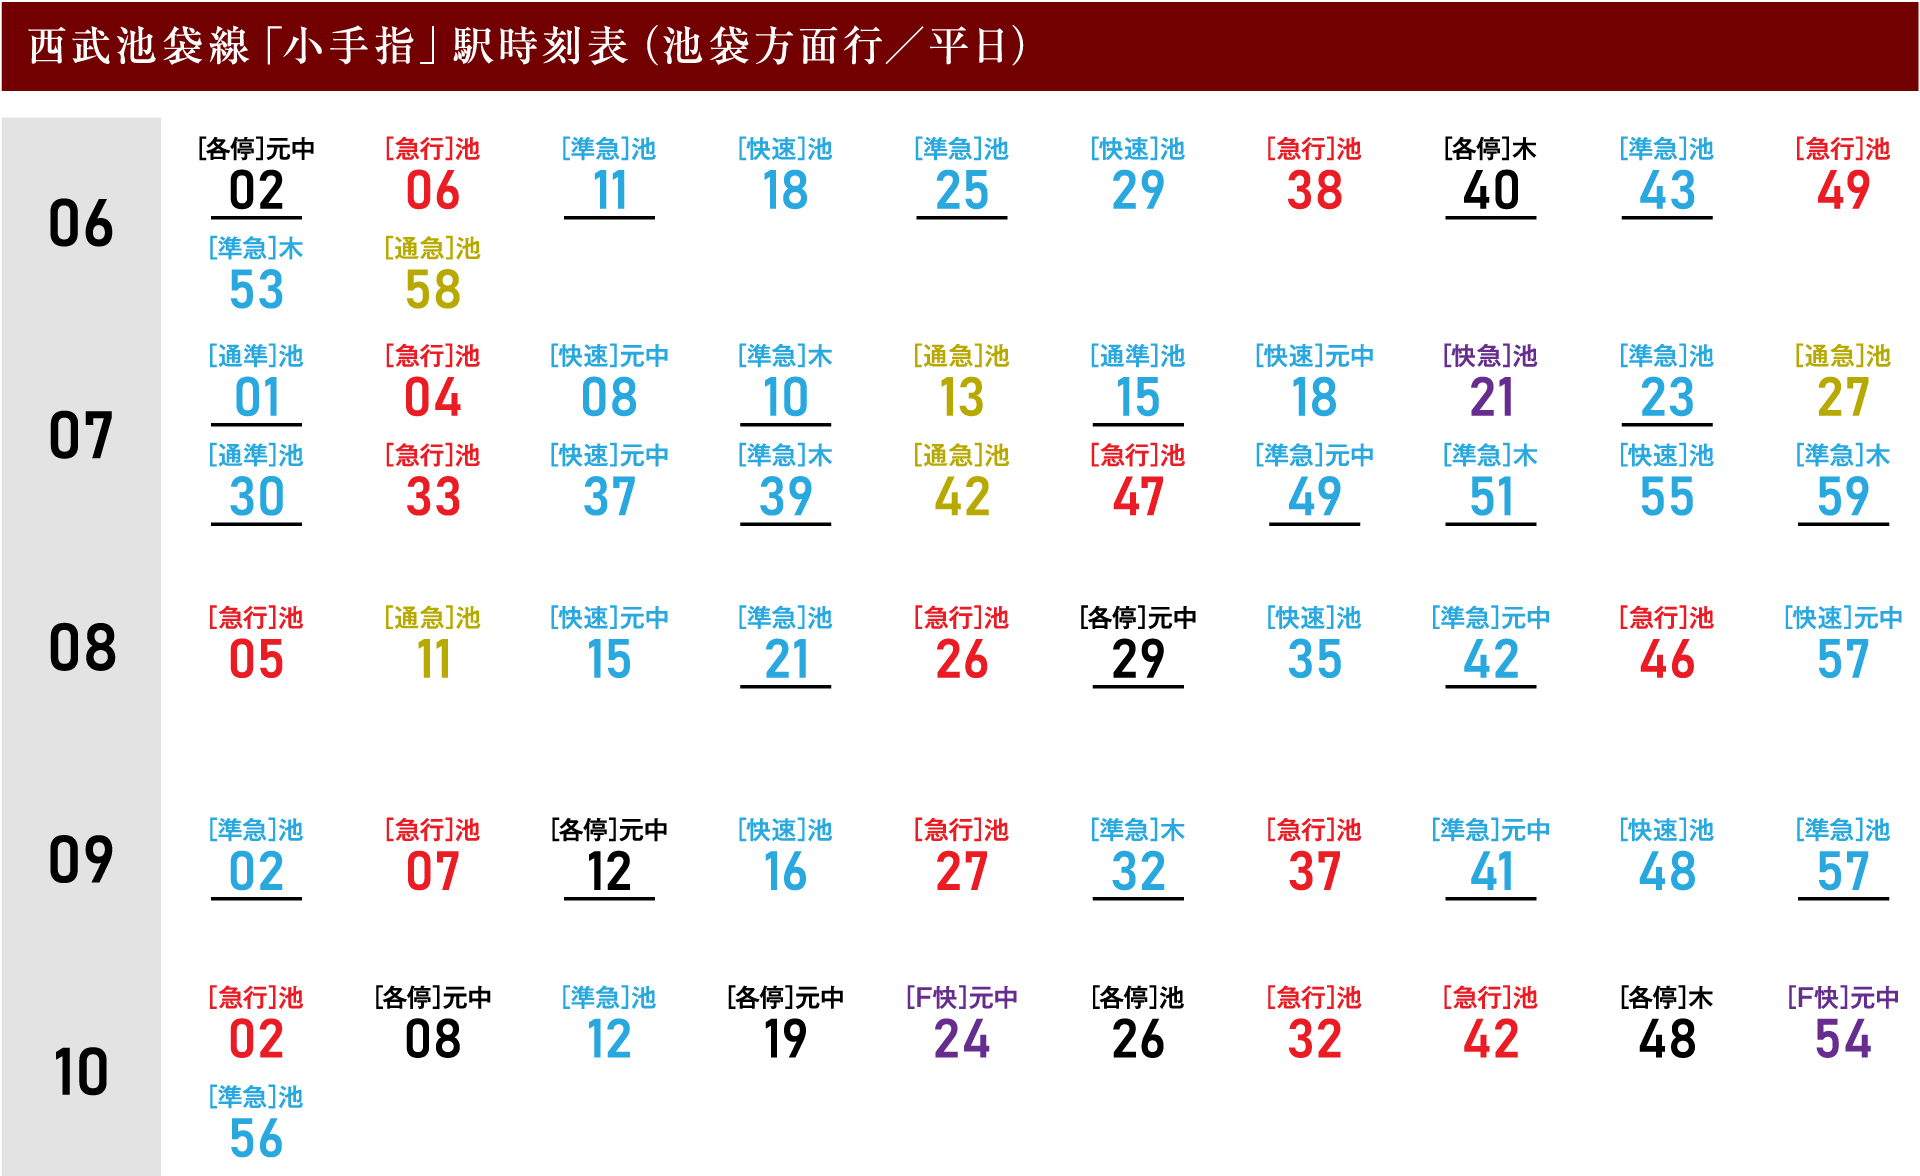 西武池袋線「小手指」駅時刻表（池袋方面行／平日）
06
[各停]元中 [急行]池 [準急]池 [快速]池 [準急]池 [快速]池 [急行]池 [各停]木 [準急]池 [急行]池
02 06 11 18 25 29 38 40 43 49
[準急]木 [通急]池
53 58
07
[通準]池 [急行]池 [快速]元中 [準急]木 [通急]池 [通準]池 [快速]元中 [快急]池 [準急]池 [通急]池
01 04 08 10 13 15 18 21 23 27
[通準]池 [急行]池 [快速]元中 [準急]木 [通急]池 [急行]池 [準急]元中 [準急]木 [快速]池 [準急]木
30 33 37 39 42 47 49 51 55 59
08
[急行]池 [通急]池 [快速]元中 [準急]池 [急行]池 [各停]元中 [快速]池 [準急]元中 [急行]池 [快速]元中
05 11 15 21 26 29 35 42 46 57
09
[準急]池 [急行]池 [各停]元中 [快速]池 [急行]池 [準急]木 [急行]池 [準急]元中 [快速]池 [準急]池
02 07 12 16 27 32 37 41 48 57
10
[急行]池 [各停]元中 [準急]池 [各停]元中 [F快]元中 [各停]池 [急行]池 [急行]池 [各停]木 [F快]元中
02 08 12 19 24 26 32 42 48 54
[準急]池
56